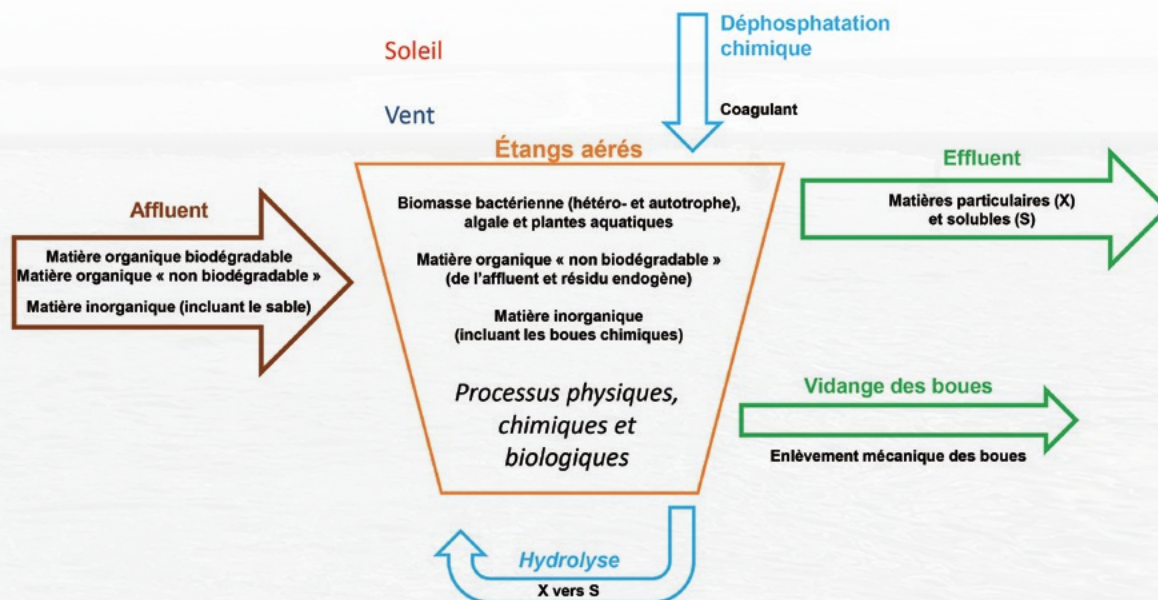 Soleil
Vent
Déphosphatation
chimique
Coagulant
Étangs aérés
Affluent
Matière organique biodégradable
Matière organique « non biodégradable »
Matière inorganique (incluant le sable)
Biomasse bactérienne (hétéro- et autotrophe),
algale et plantes aquatiques
Matière organique « non biodégradable »
(de l'affluent et résidu endogène)
Matière inorganique
(incluant les boues chimiques)
Processus physiques,
chimiques et
biologiques
Effluent
Matières particulaires (X)
et solubles (S)
Vidange des boues
Enlèvement mécanique des boues
Hydrolyse
X vers S